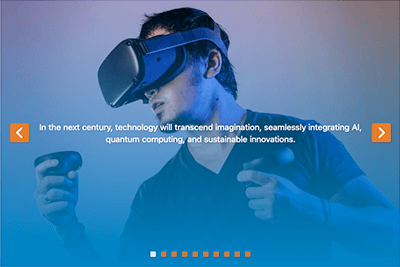 In the next century, technology will transcend imagination, seamlessly integrating AI,
quantum computing, and sustainable innovations.